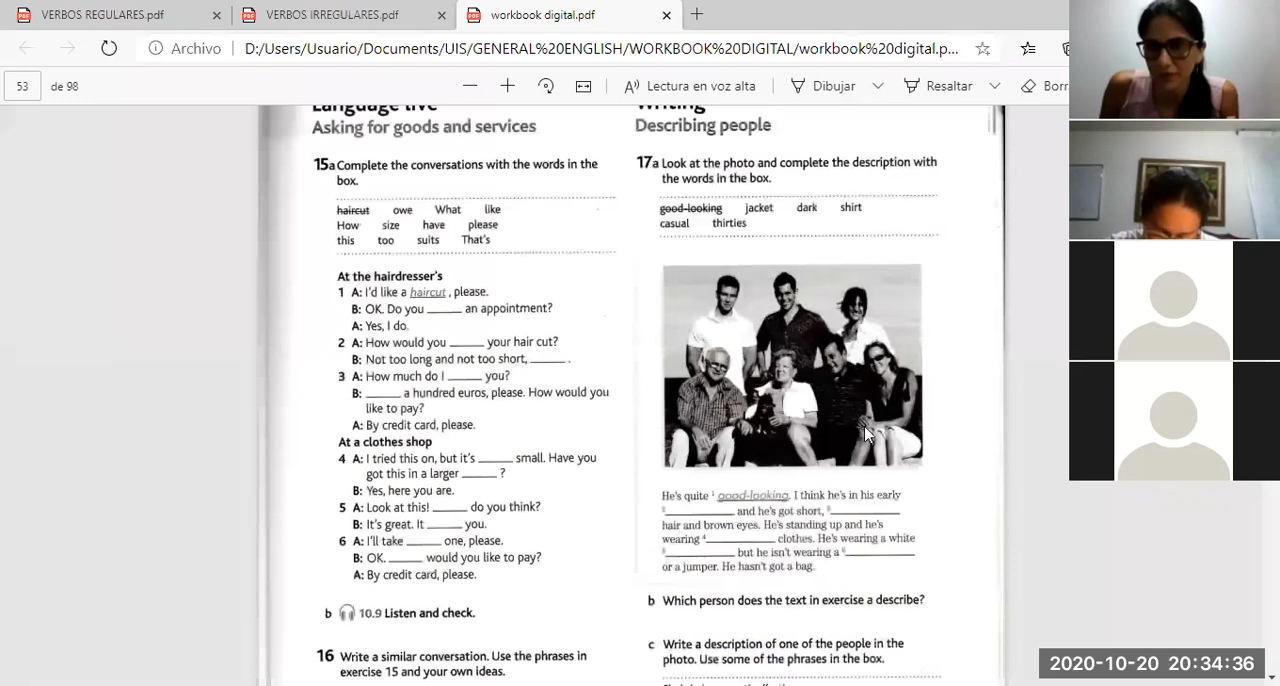 VERBOS REGULARES.pdf
VERBOS IRREGULARES.pdf
workbook digital.pdf
Archivo
D:/Users/Usuario/Documents/UIS/GENERAL%20ENGLISH/WORKBOOK%20DIGITAL/workbook%20digital.p...
53
de 98
Lectura en voz alta
Dibujar
Resaltar
Language live
Asking for goods and services
15a Complete the conversations with the words in the
box.
haircut owe What like
How size have please
this too suits That's
At the hairdresser's
1 A: I'd like a haircut , please.
B: OK. Do you ______ an appointment?
A: Yes, I do.
2 A: How would you ______ your hair cut?
B: Not too long and not too short, ______ .
3 A: How much do I ______ you?
B: ______ a hundred euros, please. How would you
like to pay?
A: By credit card, please.
At a clothes shop
4 A: I tried this on, but it's ______ small. Have you
got this in a larger ______ ?
B: Yes, here you are.
5 A: Look at this! ______ do you think?
B: It's great. It ______ you.
6 A: I'll take ______ one, please.
B: OK. ______ would you like to pay?
A: By credit card, please.
b 10.9 Listen and check.
16 Write a similar conversation. Use the phrases in
exercise 15 and your own ideas.
Writing
Describing people
17a Look at the photo and complete the description with
the words in the box.
good-looking jacket dark shirt
casual thirties
He's quite 1 good-looking. I think he's in his early
2 ____________ and he's got short, 3 ____________
hair and brown eyes. He's standing up and he's
wearing 4 ____________ clothes. He's wearing a white
5 ____________ but he isn't wearing a 6 ____________
or a jumper. He hasn't got a bag.
b Which person does the text in exercise a describe?
c Write a description of one of the people in the
photo. Use some of the phrases in the box.
2020-10-20 20:34:36